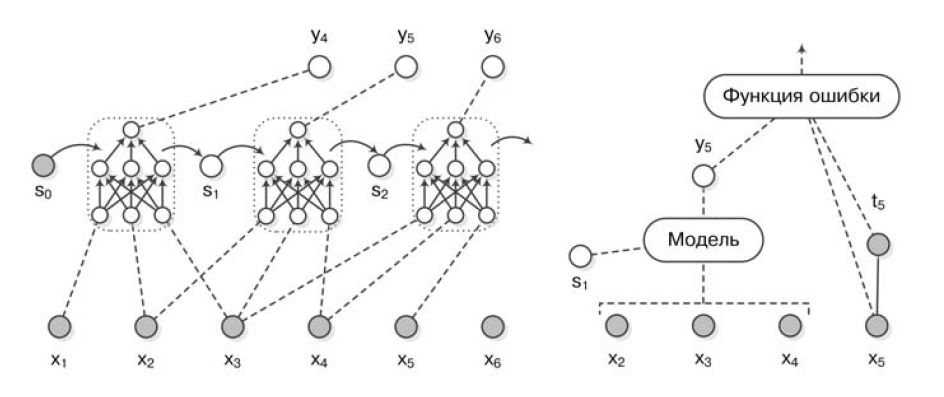 y₄ y₅ y₆
s₀ s₁ s₂
x₁ x₂ x₃ x₄ x₅ x₆
Функция ошибки
y₅
t₅
Модель
s₁
x₂ x₃ x₄ x₅